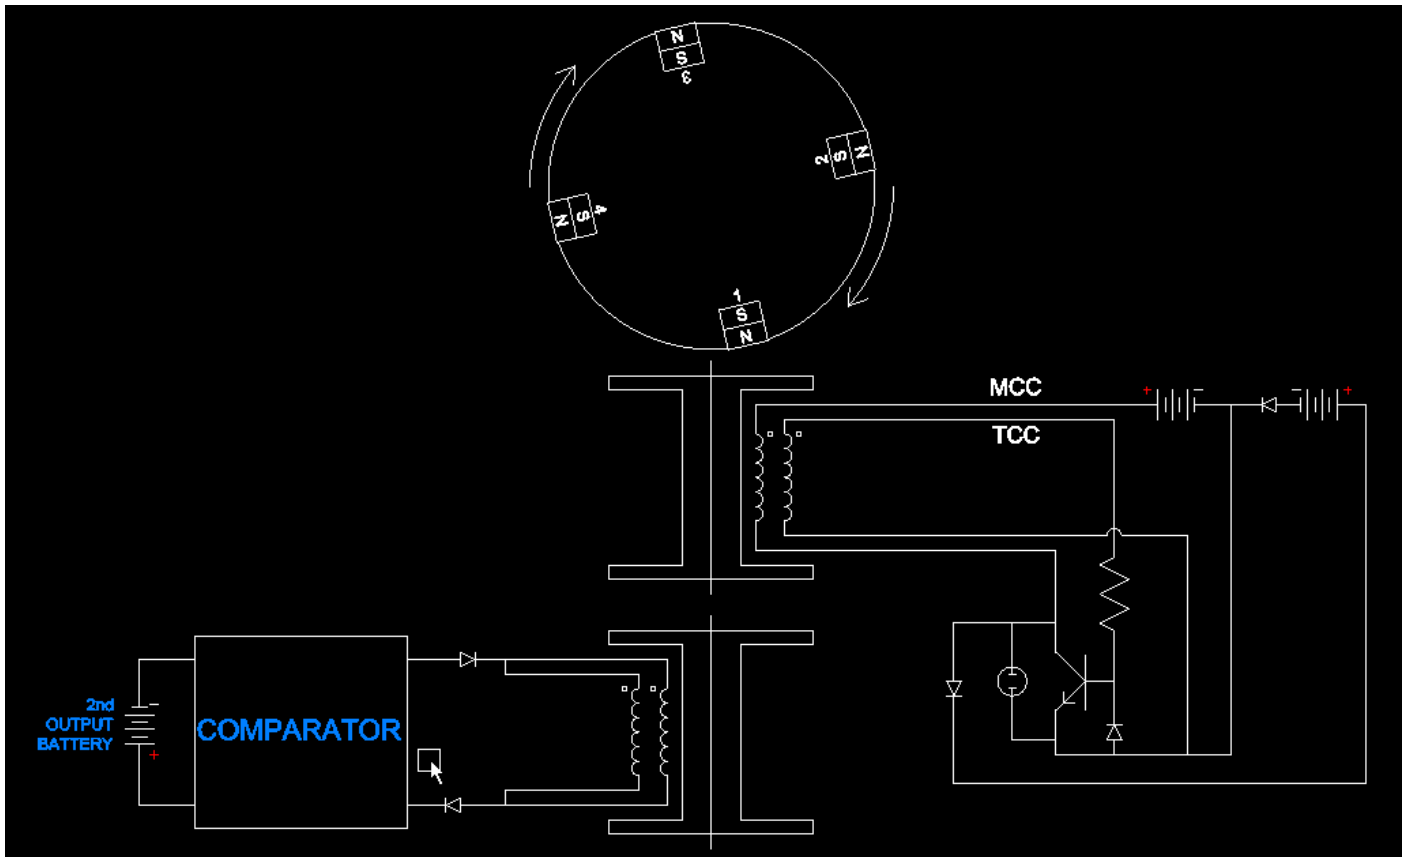 N
S
3
N
S
2
4
S
N
1
S
N
MCC
+
−
−
+
TCC
2nd
OUTPUT
BATTERY
−
+
COMPARATOR